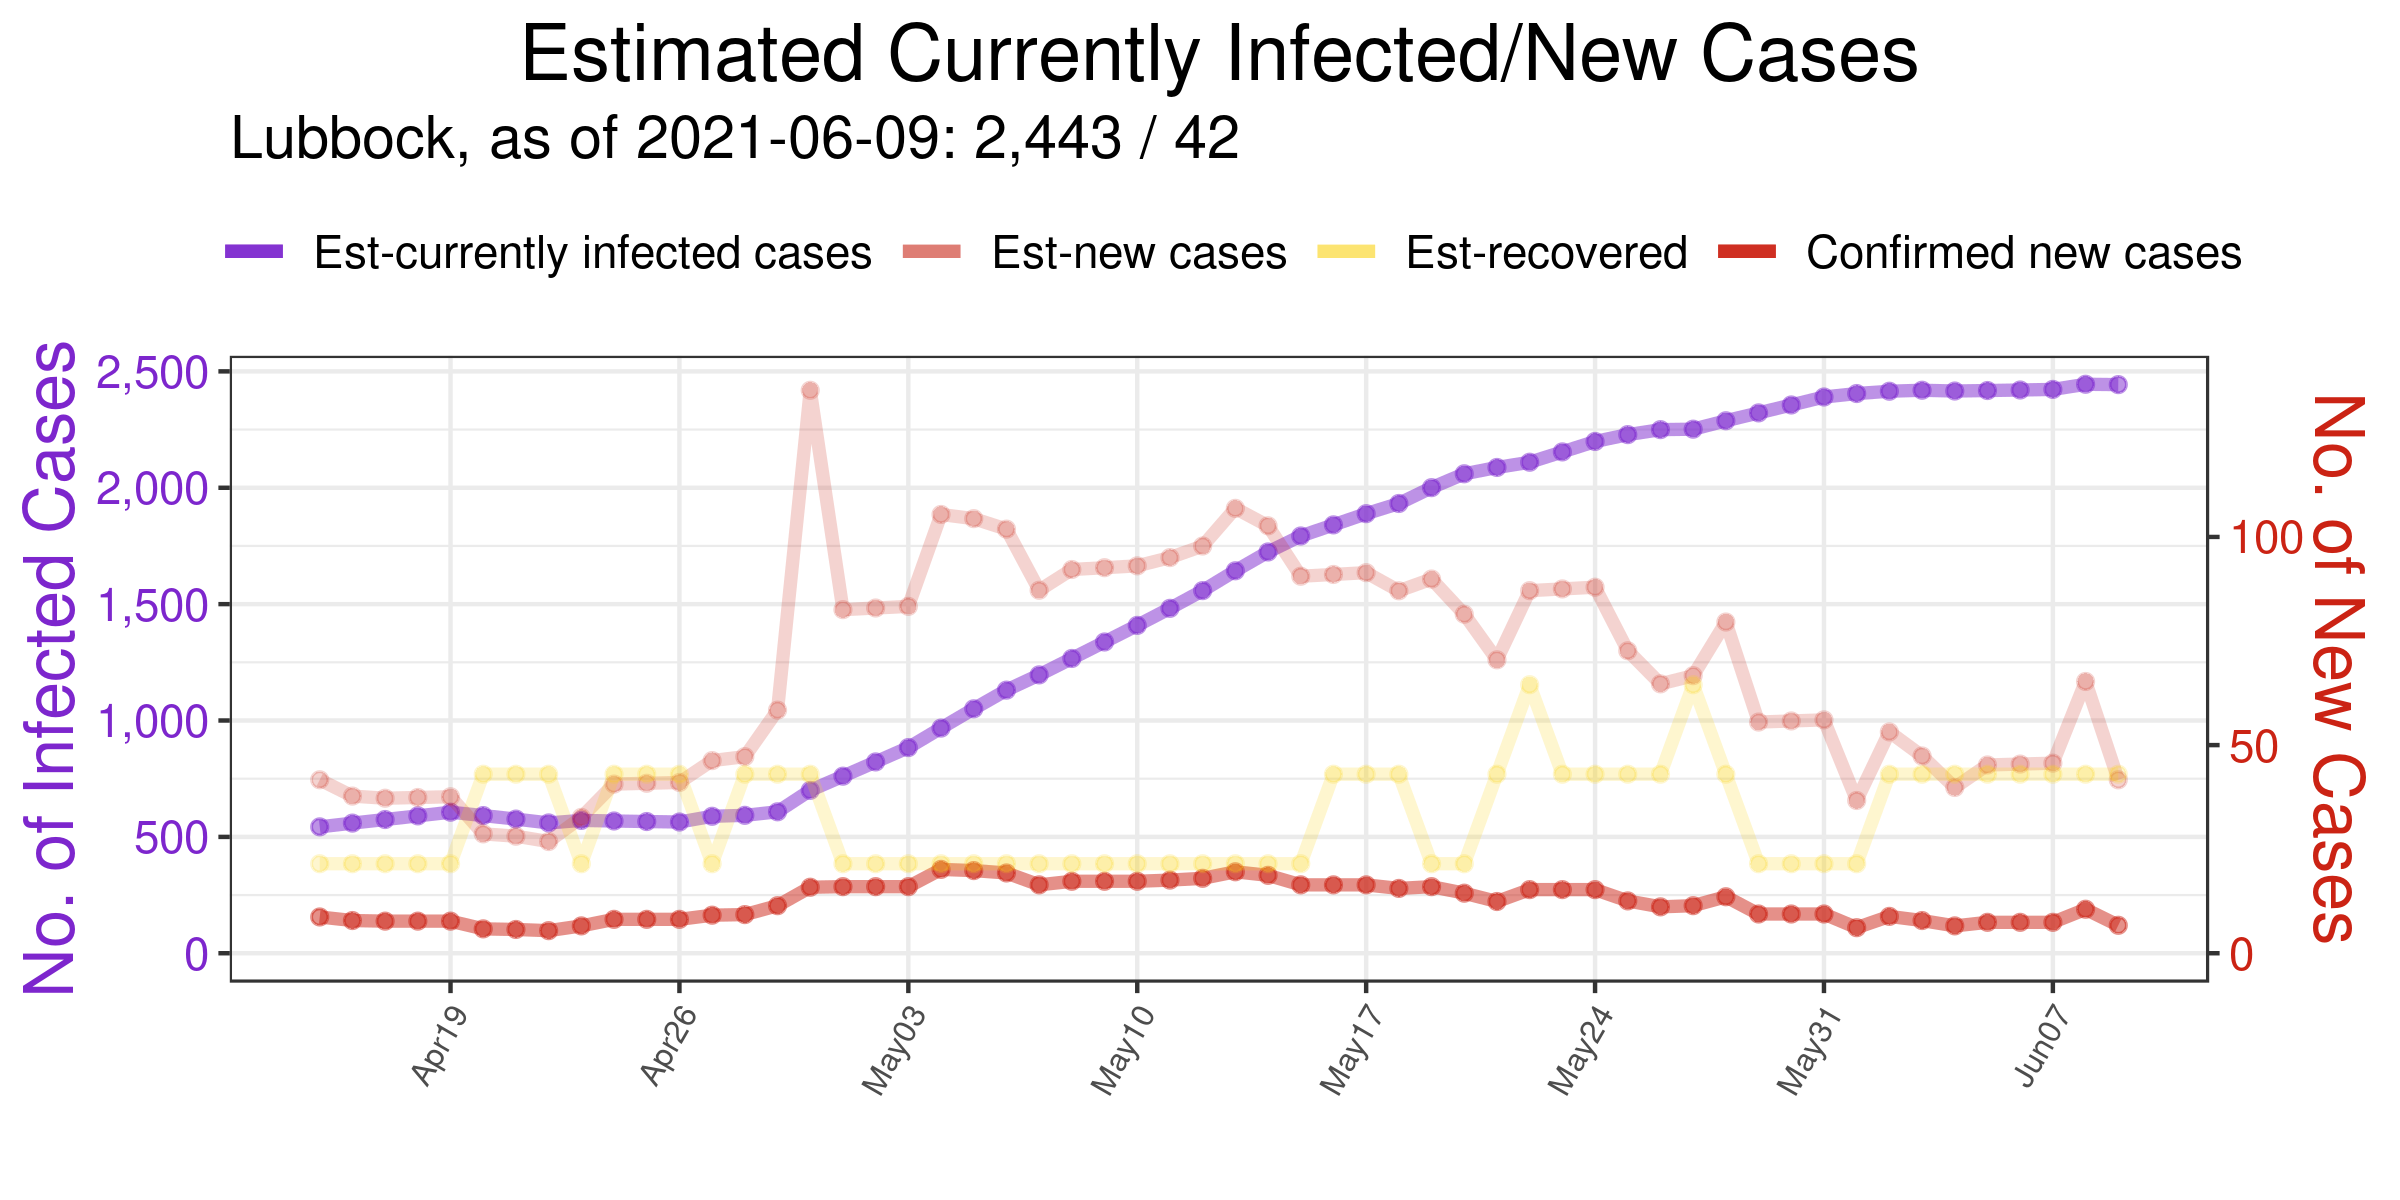 Estimated Currently Infected/New Cases
Lubbock, as of 2021-06-09: 2,443 / 42
Est-currently infected cases Est-new cases Est-recovered Confirmed new cases
No. of Infected Cases
2,500
2,000
1,500
1,000
500
0
100
50
0
No. of New Cases
Apr19 Apr26 May03 May10 May17 May24 May31 Jun07